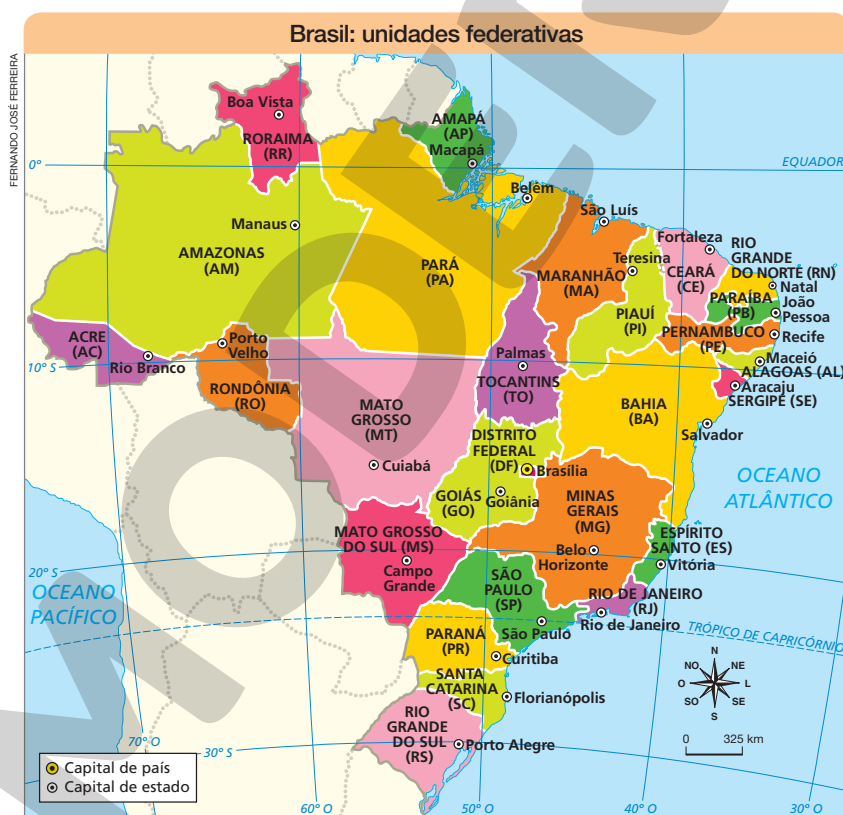 Brasil: unidades federativas
FERNANDO JOSÉ FERREIRA
Boa Vista
RORAIMA
(RR)
AMAPÁ
(AP)
Macapá
0°
EQUADOR
Belém
São Luís
Manaus
Fortaleza
RIO
GRANDE
DO NORTE (RN)
AMAZONAS
(AM)
PARÁ
(PA)
MARANHÃO
(MA)
Teresina
CEARÁ
(CE)
Natal
PARAÍBA
(PB)
João
Pessoa
PIAUÍ
(PI)
PERNAMBUCO
(PE)
Recife
ACRE
(AC)
Rio Branco
Porto
Velho
Palmas
Maceió
ALAGOAS (AL)
10° S
TOCANTINS
(TO)
Aracaju
SERGIPE (SE)
RONDÔNIA
(RO)
MATO
GROSSO
(MT)
BAHIA
(BA)
Salvador
DISTRITO
FEDERAL
(DF)
Brasília
Cuiabá
OCEANO
ATLÂNTICO
GOIÁS
(GO)
Goiânia
MINAS
GERAIS
(MG)
MATO GROSSO
DO SUL (MS)
Campo
Grande
Belo
Horizonte
ESPÍRITO
SANTO (ES)
Vitória
20° S
OCEANO
PACÍFICO
SÃO
PAULO
(SP)
São Paulo
RIO DE JANEIRO
(RJ)
Rio de Janeiro
TRÓPICO DE CAPRICÓRNIO
PARANÁ
(PR)
Curitiba
SANTA
CATARINA
(SC)
Florianópolis
N
NO
NE
O
L
SO
SE
S
RIO
GRANDE
DO SUL
(RS)
Porto Alegre
0
325 km
70° O
30° S
Capital de país
Capital de estado
60° O
50° O
40° O
30° O